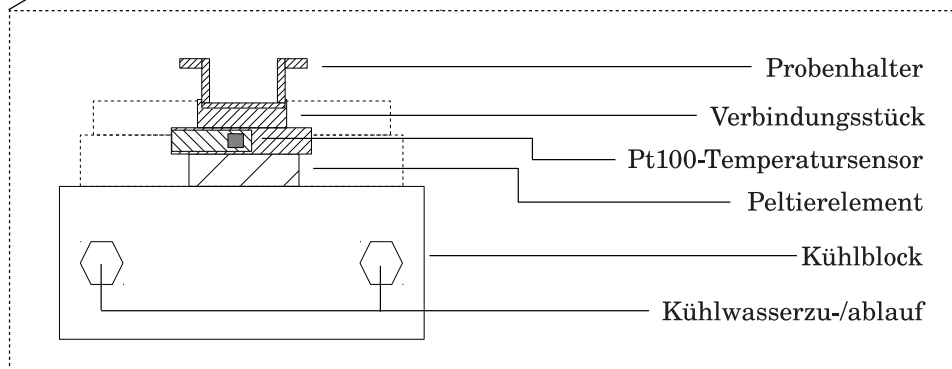 Probenhalter
Verbindungsstück
Pt100-Temperatursensor
Peltierelement
Kühlblock
Kühlwasserzu-/ablauf